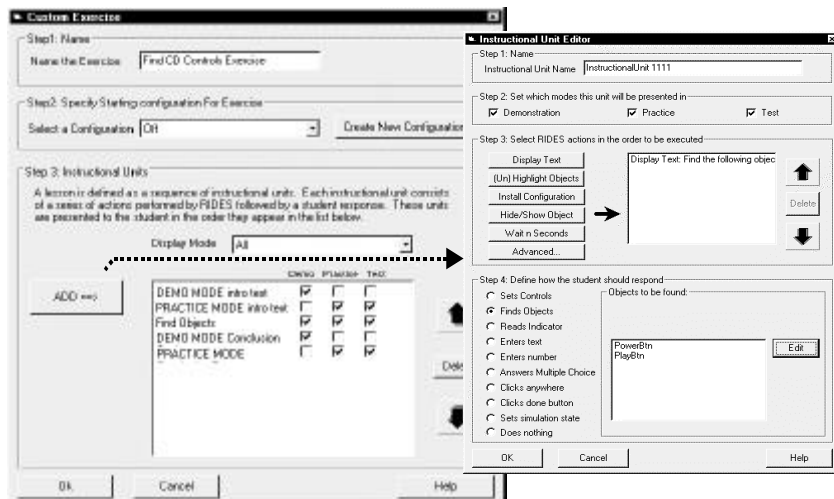 Custom Exercise
Step1: Name
Name the Exercise Find CD Controls Exercise
Step2: Specify Starting configuration For Exercise
Select a Configuration Off Create New Configuration
Step 3: Instructional Units
A lesson is defined as a sequence of instructional units. Each instructional unit consists
of a series of actions performed by RIDES followed by a student response. These units
are presented to the student in the order they appear in the list below.
Display Mode All
Demo Practice Test
ADD ==>
DEMO MODE intro text
PRACTICE MODE intro text
Find Objects
DEMO MODE Conclusion
PRACTICE MODE
Dele
Ok Cancel Help
Instructional Unit Editor
Step 1: Name
Instructional Unit Name InstructionalUnit 1111
Step 2: Set which modes this unit will be presented in
Demonstration Practice Test
Step 3: Select RIDES actions in the order to be executed
Display Text
(Un) Highlight Objects
Install Configuration
Hide/Show Object
Wait n Seconds
Advanced...
Display Text: Find the following objec
Delete
Step 4: Define how the student should respond
Sets Controls
Finds Objects
Reads Indicator
Enters text
Enters number
Answers Multiple Choice
Clicks anywhere
Clicks done button
Sets simulation state
Does nothing
Objects to be found:
PowerBtn
PlayBtn
Edit
OK Cancel Help